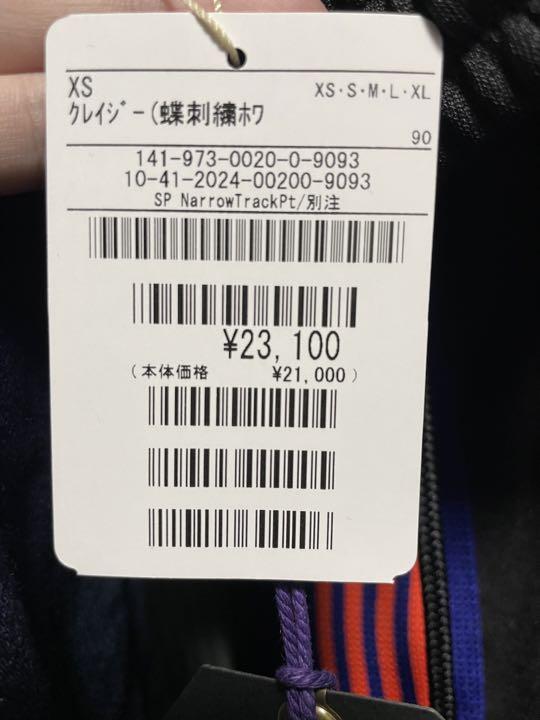 XS
XS・S・M・L・XL
クレイジー(蝶刺繍ホワ
90
141-973-0020-0-9093
10-41-2024-00200-9093
SP NarrowTrackPt/別注
¥23,100
(本体価格 ¥21,000)